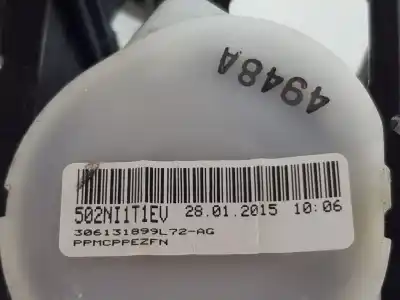 4948A
502NI1T1EV 28.01.2015 10:06
306131899L72-AG
PPMCPPEZFN